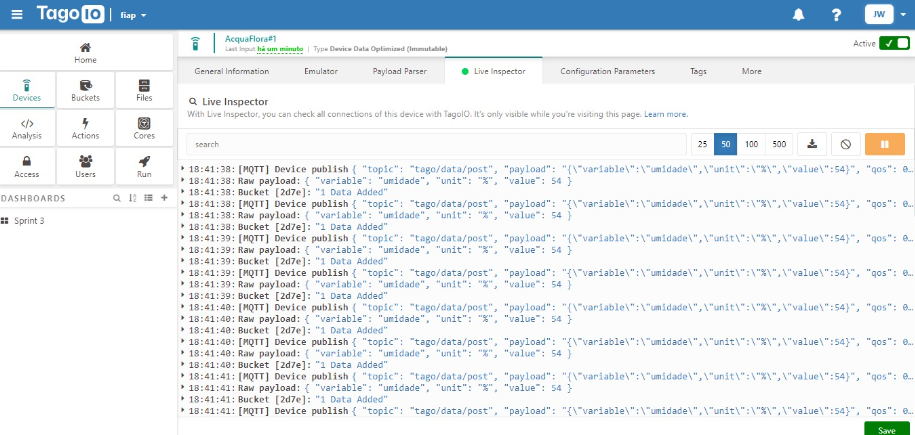 TagoIO
fiap
JW
Home
Devices
Buckets
Files
Analysis
Actions
Cores
Access
Users
Run
DASHBOARDS
Sprint 3
AcquaFlora#1
Last Input há um minuto | Type Device Data Optimized (Immutable)
Active
General Information
Emulator
Payload Parser
Live Inspector
Configuration Parameters
Tags
More
Live Inspector
With Live Inspector, you can check all connections of this device with TagoIO. It's only visible while you're visiting this page. Learn more.
search
25
50
100
500
18:41:38: [MQTT] Device publish { "topic": "tago/data/post", "payload": "{\"variable\":\"umidade\",\"unit\":\"%\",\"value\":54}", "qos": 0...
18:41:38: Raw payload: { "variable": "umidade", "unit": "%", "value": 54 }
18:41:38: Bucket [2d7e]: "1 Data Added"
18:41:38: [MQTT] Device publish { "topic": "tago/data/post", "payload": "{\"variable\":\"umidade\",\"unit\":\"%\",\"value\":54}", "qos": 0...
18:41:38: Raw payload: { "variable": "umidade", "unit": "%", "value": 54 }
18:41:38: Bucket [2d7e]: "1 Data Added"
18:41:39: [MQTT] Device publish { "topic": "tago/data/post", "payload": "{\"variable\":\"umidade\",\"unit\":\"%\",\"value\":54}", "qos": 0...
18:41:39: Raw payload: { "variable": "umidade", "unit": "%", "value": 54 }
18:41:39: Bucket [2d7e]: "1 Data Added"
18:41:39: [MQTT] Device publish { "topic": "tago/data/post", "payload": "{\"variable\":\"umidade\",\"unit\":\"%\",\"value\":54}", "qos": 0...
18:41:39: Raw payload: { "variable": "umidade", "unit": "%", "value": 54 }
18:41:39: Bucket [2d7e]: "1 Data Added"
18:41:40: [MQTT] Device publish { "topic": "tago/data/post", "payload": "{\"variable\":\"umidade\",\"unit\":\"%\",\"value\":54}", "qos": 0...
18:41:40: Raw payload: { "variable": "umidade", "unit": "%", "value": 54 }
18:41:40: Bucket [2d7e]: "1 Data Added"
18:41:40: [MQTT] Device publish { "topic": "tago/data/post", "payload": "{\"variable\":\"umidade\",\"unit\":\"%\",\"value\":54}", "qos": 0...
18:41:40: Raw payload: { "variable": "umidade", "unit": "%", "value": 54 }
18:41:40: Bucket [2d7e]: "1 Data Added"
18:41:41: [MQTT] Device publish { "topic": "tago/data/post", "payload": "{\"variable\":\"umidade\",\"unit\":\"%\",\"value\":54}", "qos": 0...
18:41:41: Raw payload: { "variable": "umidade", "unit": "%", "value": 54 }
18:41:41: Bucket [2d7e]: "1 Data Added"
18:41:41: [MQTT] Device publish { "topic": "tago/data/post", "payload": "{\"variable\":\"umidade\",\"unit\":\"%\",\"value\":54}", "qos": 0...
Save